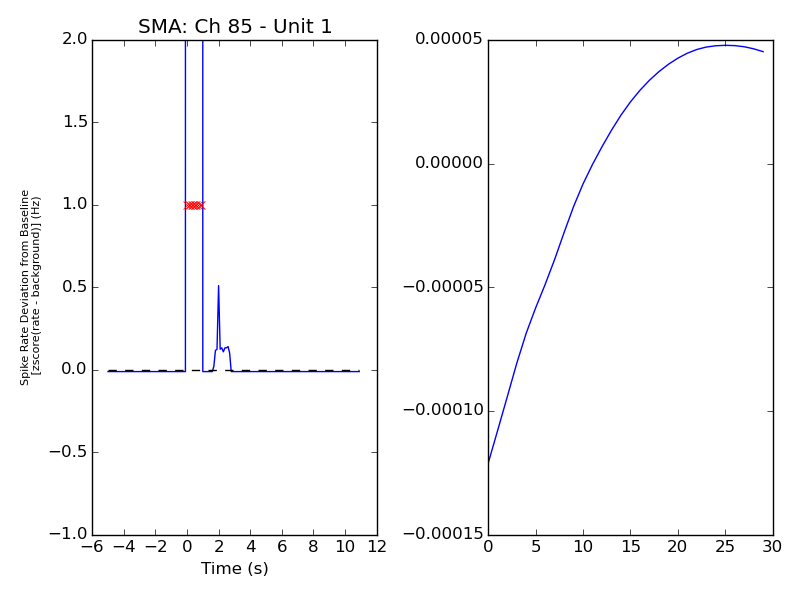 SMA: Ch 85 - Unit 1
2.0
1.5
1.0
0.5
0.0
−0.5
−1.0
Spike Rate Deviation from Baseline
[zscore(rate - background)] (Hz)
−6 −4 −2 0 2 4 6 8 10 12
Time (s)
0.00005
0.00000
−0.00005
−0.00010
−0.00015
0 5 10 15 20 25 30